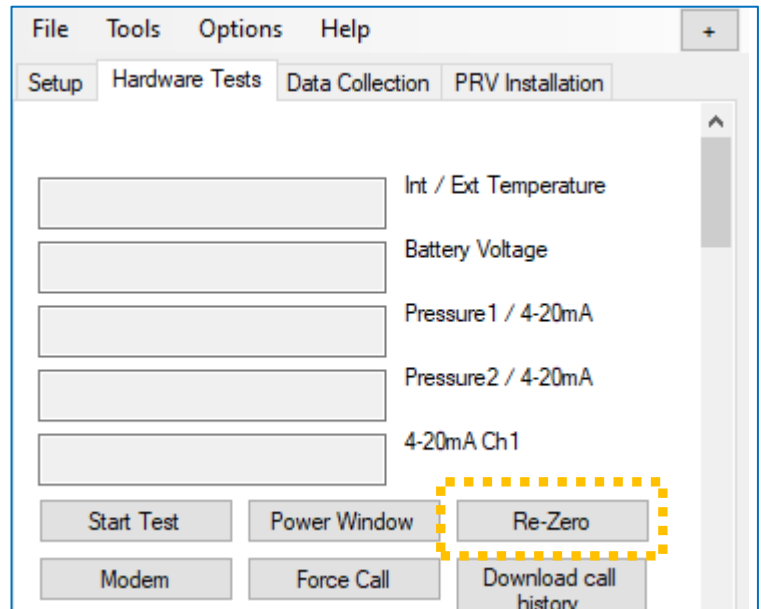 File Tools Options Help +
Setup Hardware Tests Data Collection PRV Installation
Int / Ext Temperature
Battery Voltage
Pressure1 / 4-20mA
Pressure2 / 4-20mA
4-20mA Ch1
Start Test Power Window Re-Zero
Modem Force Call Download call
history